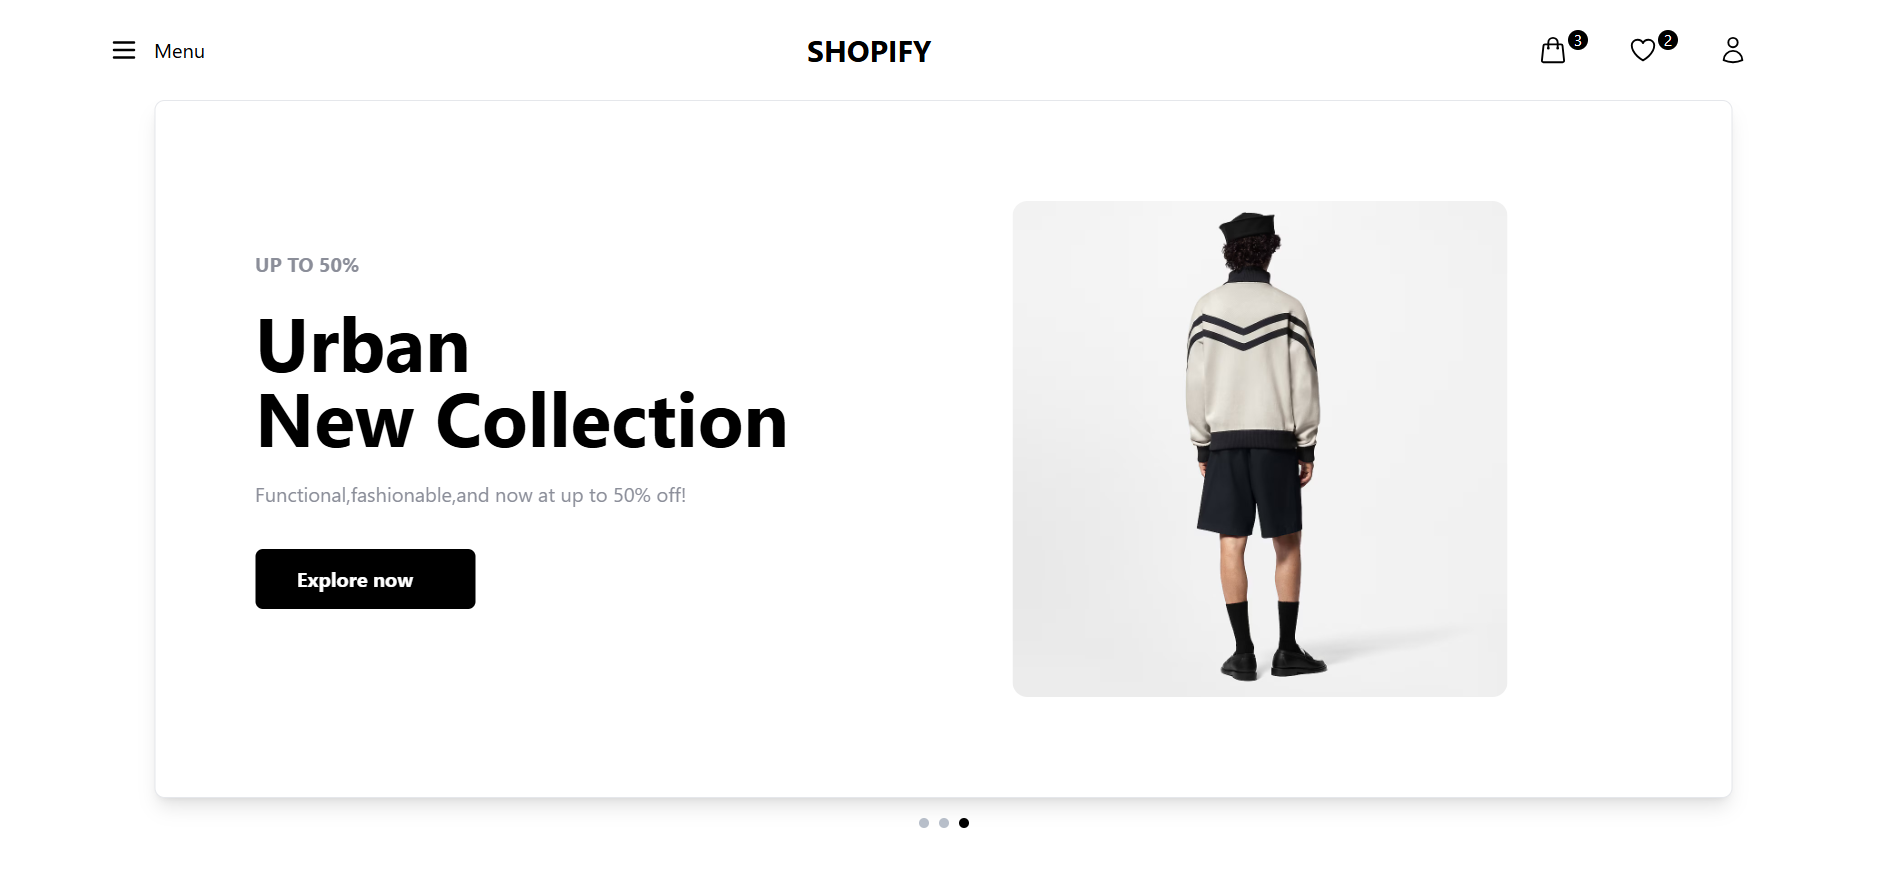 Menu
SHOPIFY
3
2
UP TO 50%
Urban
New Collection
Functional,fashionable,and now at up to 50% off!
Explore now